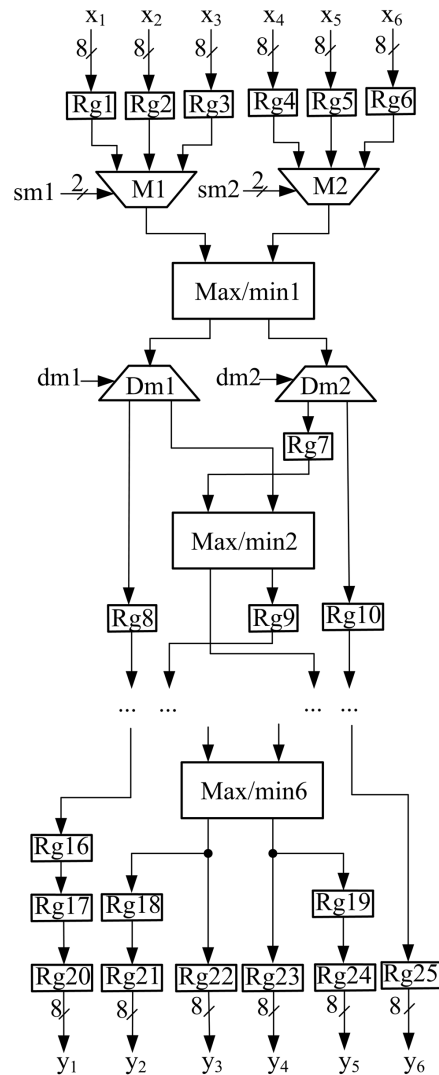 x1 x2 x3 x4 x5 x6
8 8 8 8 8 8
Rg1 Rg2 Rg3 Rg4 Rg5 Rg6
sm1 2 M1 sm2 2 M2
Max/min1
dm1 Dm1 dm2 Dm2
Rg7
Max/min2
Rg8 Rg9 Rg10
... ... ... ...
Max/min6
Rg16
Rg17 Rg18 Rg19
Rg20 Rg21 Rg22 Rg23 Rg24 Rg25
8 8 8 8 8 8
y1 y2 y3 y4 y5 y6